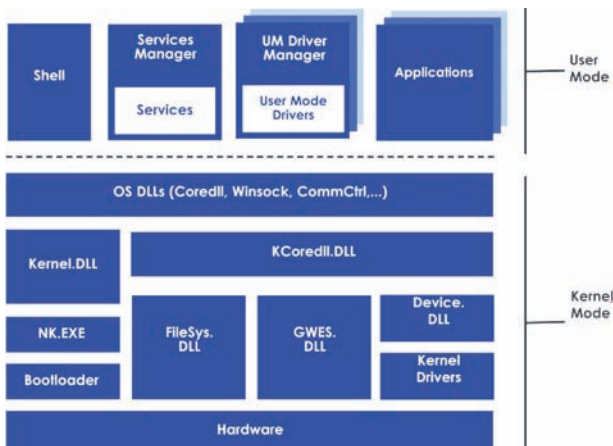 Shell
Services
Manager
Services
UM Driver
Manager
User Mode
Drivers
Applications
User
Mode
OS DLLs (Coredll, Winsock, CommCtrl,...)
Kernel.DLL
KCoredll.DLL
NK.EXE
Bootloader
FileSys.
DLL
GWES.
DLL
Device.
DLL
Kernel
Drivers
Kernel
Mode
Hardware